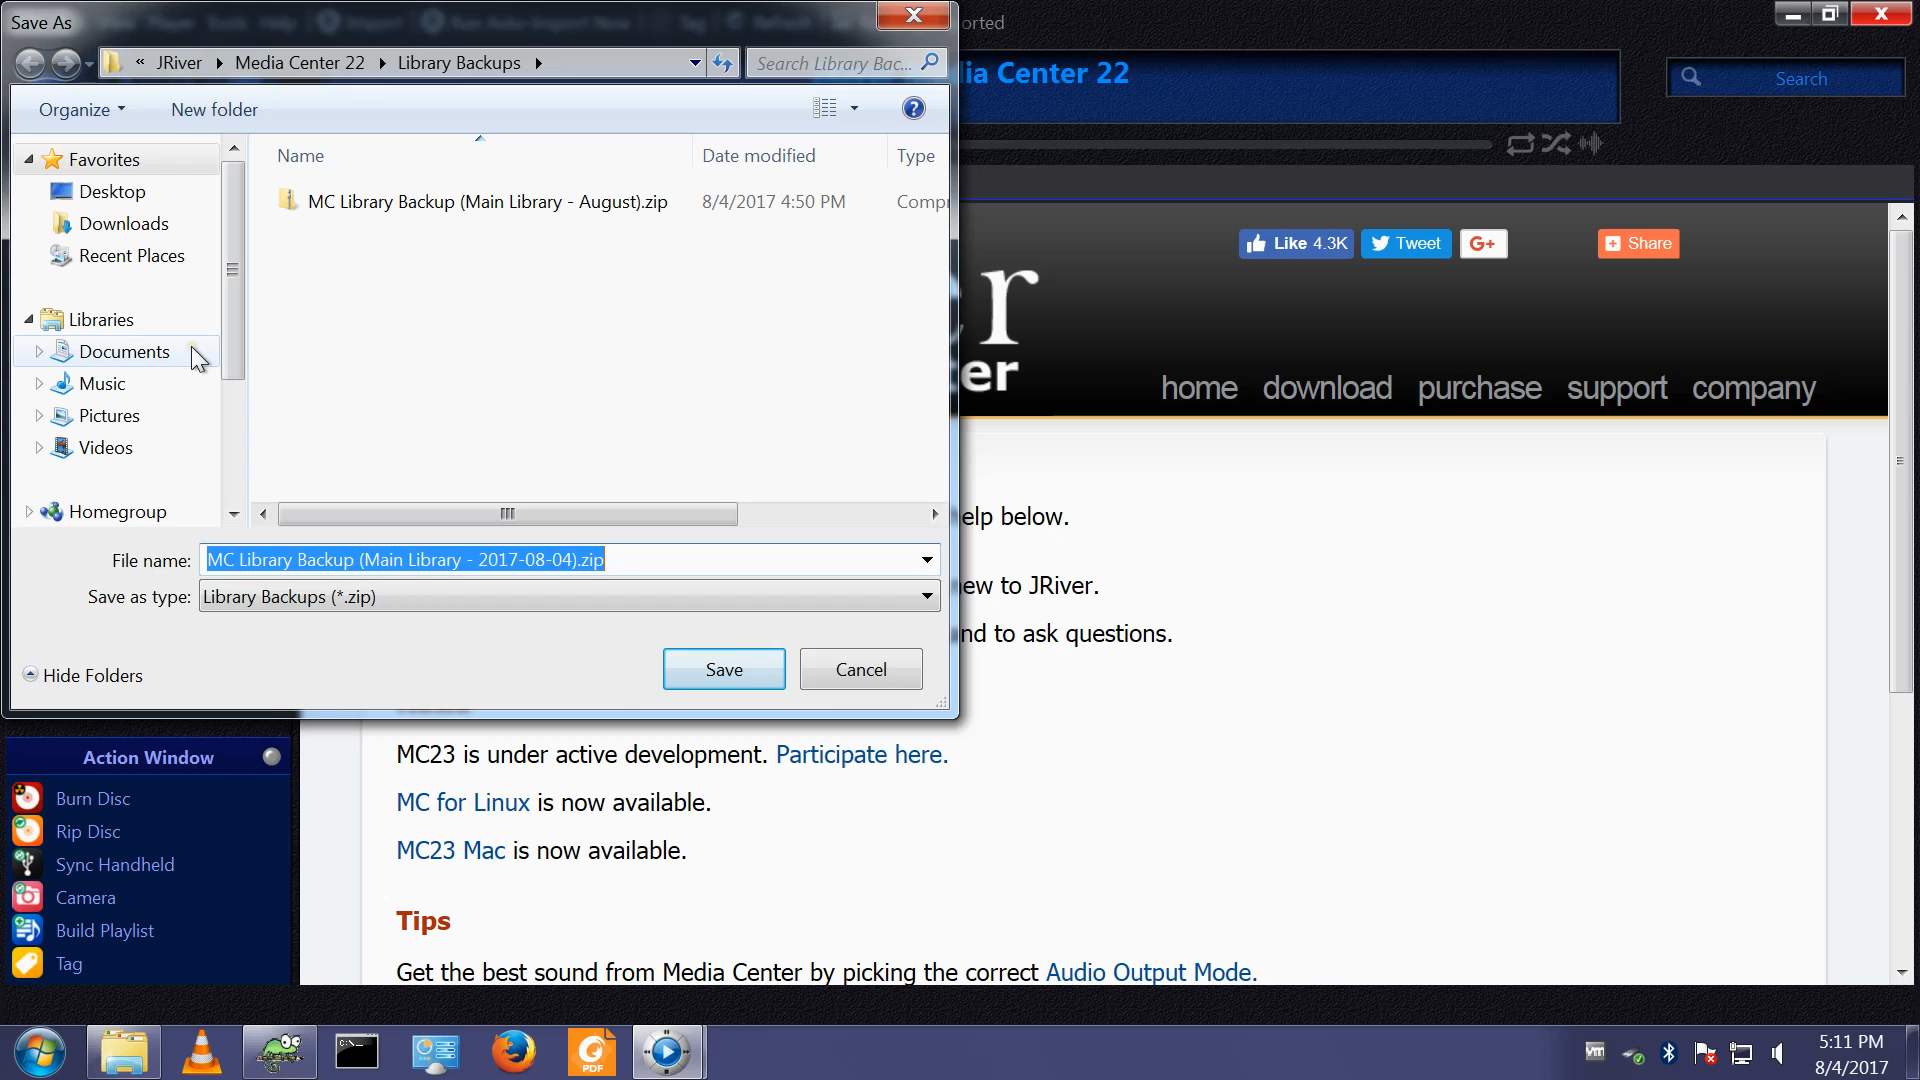 Save As
orted
« JRiver Media Center 22 Library Backups
Search Library Bac...
ia Center 22
Search
Organize New folder
Name Date modified Type
MC Library Backup (Main Library - August).zip 8/4/2017 4:50 PM Compr
Favorites
Desktop
Downloads
Recent Places
Libraries
Documents
Music
Pictures
Videos
Homegroup
File name: MC Library Backup (Main Library - 2017-08-04).zip
Save as type: Library Backups (*.zip)
Hide Folders
Save Cancel
Like 4.3K Tweet G+ Share
er
er
home download purchase support company
elp below.
ew to JRiver.
nd to ask questions.
MC23 is under active development. Participate here.
MC for Linux is now available.
MC23 Mac is now available.
Tips
Get the best sound from Media Center by picking the correct Audio Output Mode.
Action Window
Burn Disc
Rip Disc
Sync Handheld
Camera
Build Playlist
Tag
PDF
5:11 PM
8/4/2017